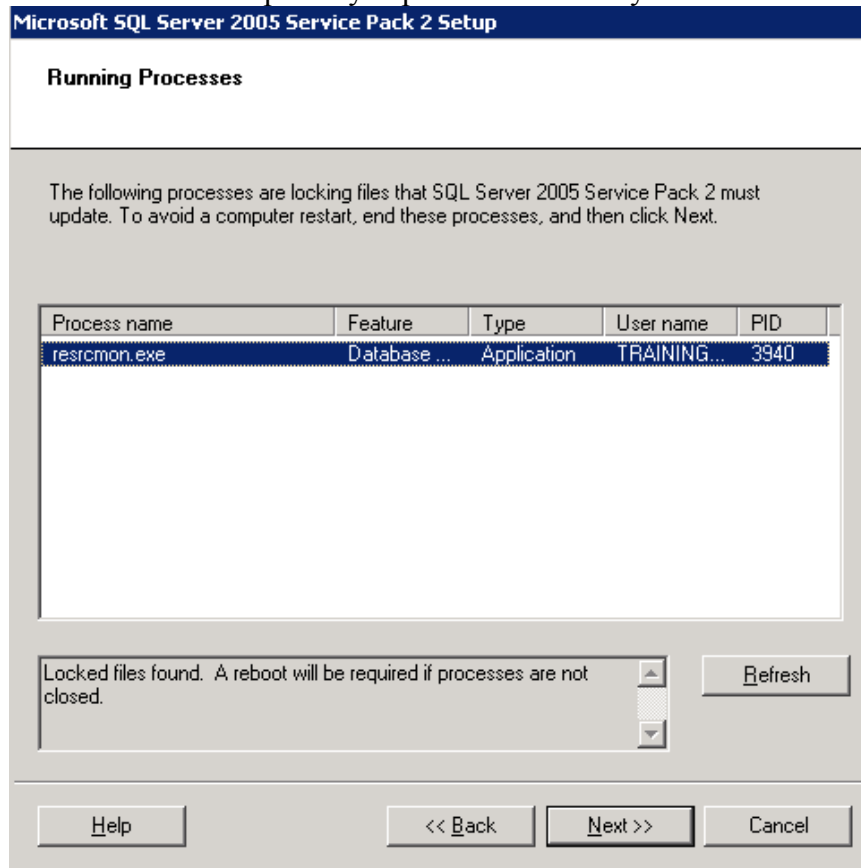 Microsoft SQL Server 2005 Service Pack 2 Setup
Running Processes
The following processes are locking files that SQL Server 2005 Service Pack 2 must
update. To avoid a computer restart, end these processes, and then click Next.
Process name Feature Type User name PID
resrcmon.exe Database ... Application TRAINING... 3940
Locked files found. A reboot will be required if processes are not
closed.
Refresh
Help << Back Next >> Cancel